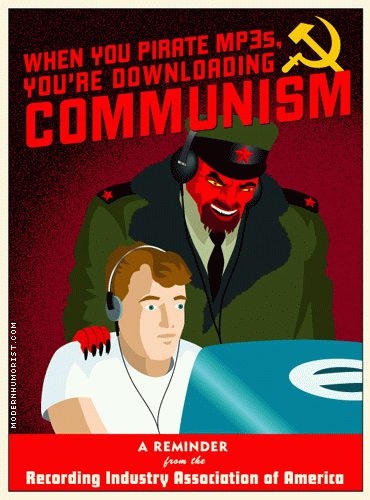 WHEN YOU PIRATE MP3s,
YOU'RE DOWNLOADING
COMMUNISM
MODERNHUMORIST.COM
A REMINDER
from the
Recording Industry Association of America